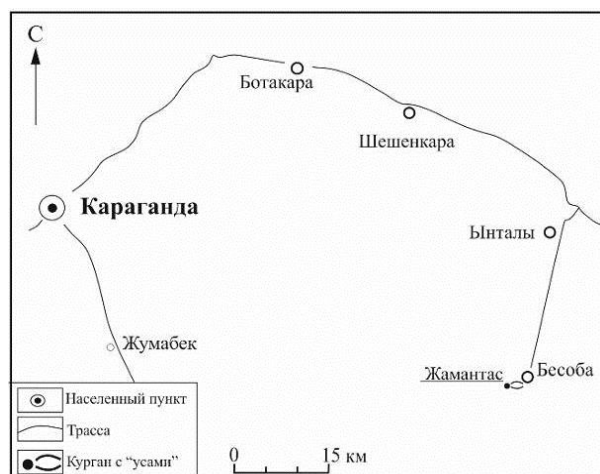 С
Ботакара
Шешенкара
Караганда
Ынталы
Жумабек
Жамантас
Бесоба
Населенный пункт
Трасса
Курган с “усами”
0 15 км